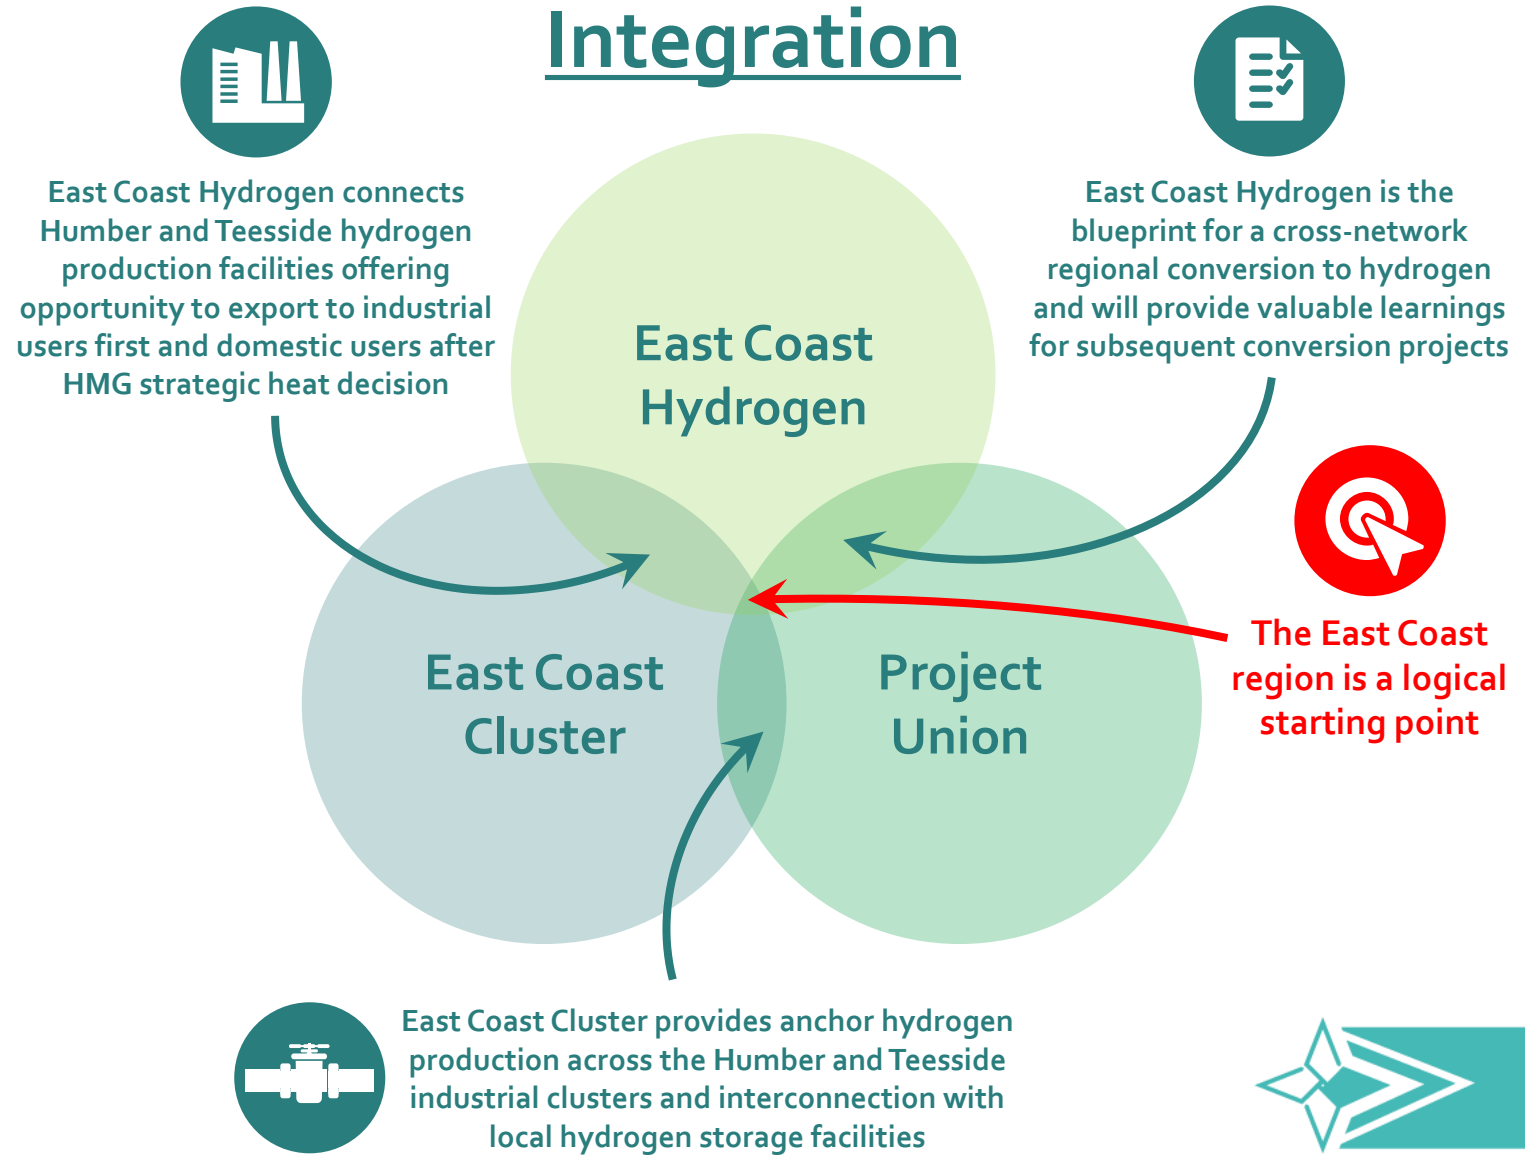 Integration
East Coast Hydrogen connects
Humber and Teesside hydrogen
production facilities offering
opportunity to export to industrial
users first and domestic users after
HMG strategic heat decision
East Coast Hydrogen is the
blueprint for a cross-network
regional conversion to hydrogen
and will provide valuable learnings
for subsequent conversion projects
East Coast
Hydrogen
The East Coast
region is a logical
starting point
East Coast
Cluster
Project
Union
East Coast Cluster provides anchor hydrogen
production across the Humber and Teesside
industrial clusters and interconnection with
local hydrogen storage facilities